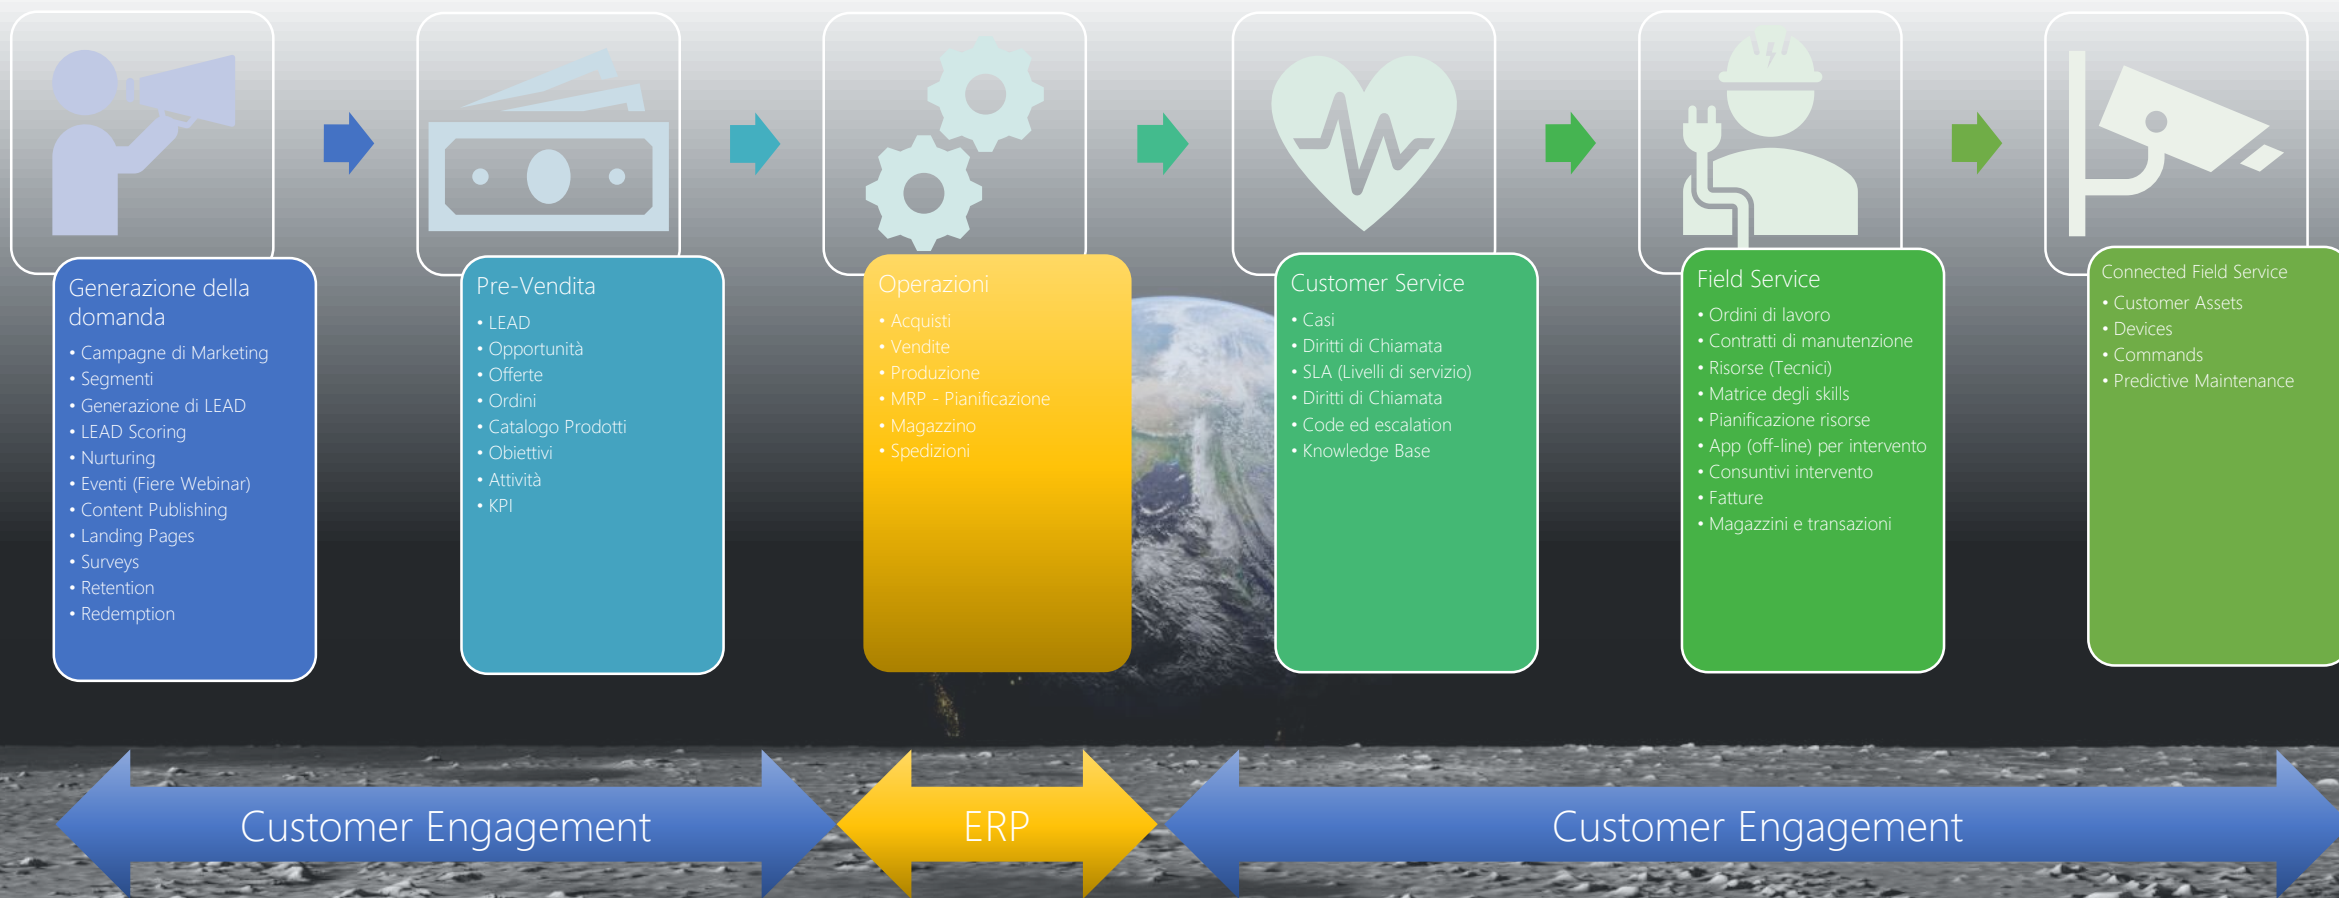 Generazione della
domanda
• Campagne di Marketing
• Segmenti
• Generazione di LEAD
• LEAD Scoring
• Nurturing
• Eventi (Fiere Webinar)
• Content Publishing
• Landing Pages
• Surveys
• Retention
• Redemption
Pre-Vendita
• LEAD
• Opportunità
• Offerte
• Ordini
• Catalogo Prodotti
• Obiettivi
• Attività
• KPI
Operazioni
• Acquisti
• Vendite
• Produzione
• MRP - Pianificazione
• Magazzino
• Spedizioni
Customer Service
• Casi
• Diritti di Chiamata
• SLA (Livelli di servizio)
• Diritti di Chiamata
• Code ed escalation
• Knowledge Base
Field Service
• Ordini di lavoro
• Contratti di manutenzione
• Risorse (Tecnici)
• Matrice degli skills
• Pianificazione risorse
• App (off-line) per intervento
• Consuntivi intervento
• Fatture
• Magazzini e transazioni
Connected Field Service
• Customer Assets
• Devices
• Commands
• Predictive Maintenance
Customer Engagement
ERP
Customer Engagement